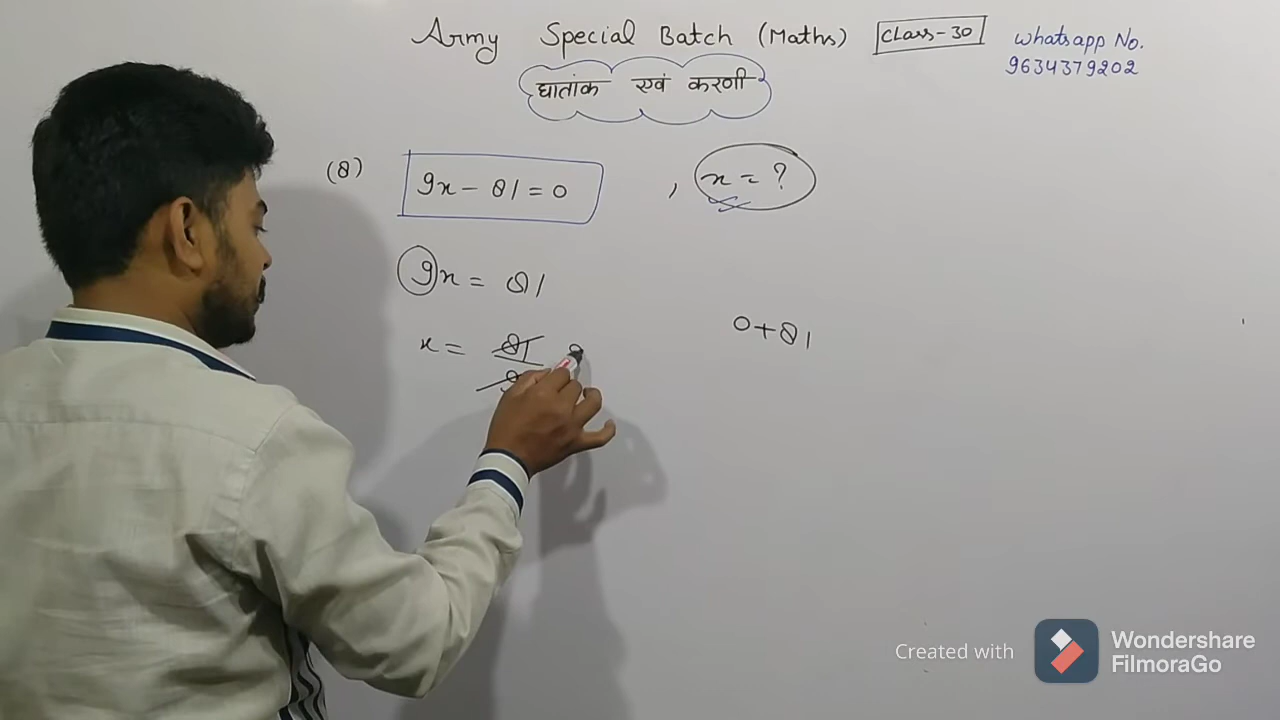 Army Special Batch (Maths) Class-30
Whatsapp No.
9634379202
घातांक एवं करणी
(8) 9x - 81 = 0 , x = ?
9x = 81
0+81
x = 81 9
9
Created with Wondershare FilmoraGo